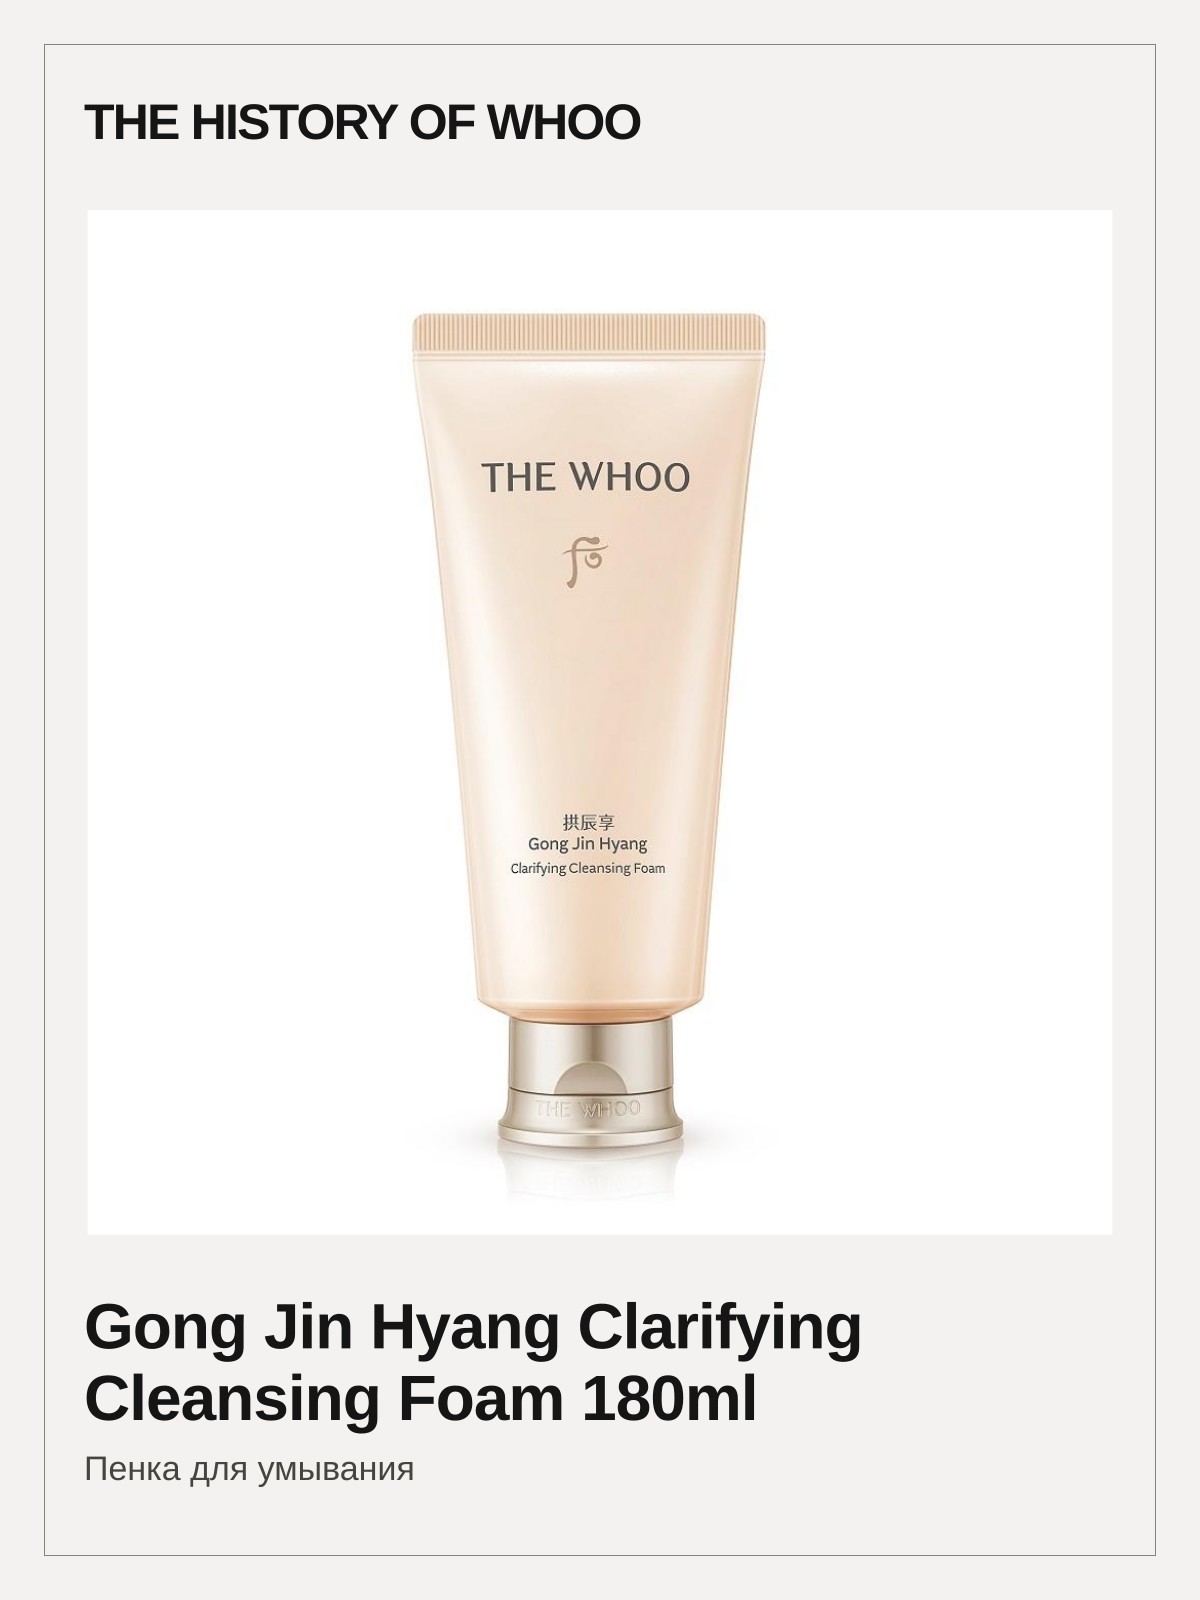 THE HISTORY OF WHOO
THE WHOO
拱辰享
Gong Jin Hyang
Clarifying Cleansing Foam
THE WHOO
Gong Jin Hyang Clarifying
Cleansing Foam 180ml
Пенка для умывания